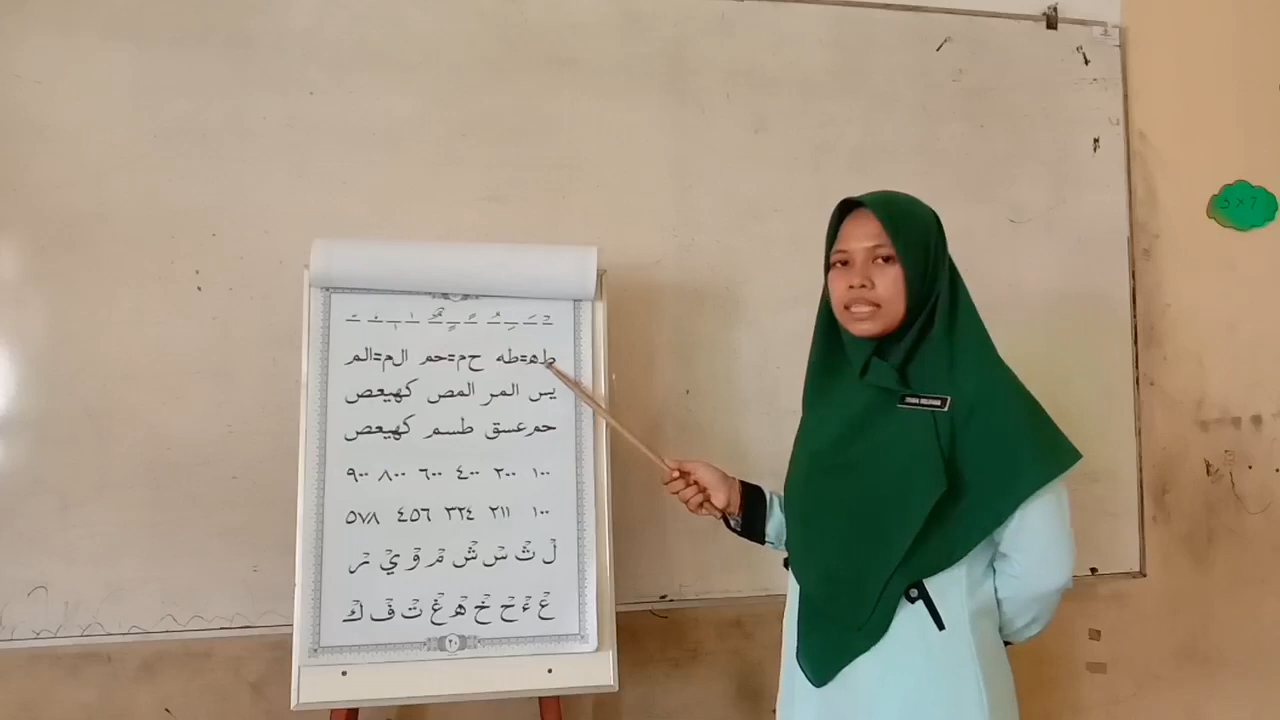 طه=طه حم=حم الم=الم
يس المر المص كهيعص
حمعسق طسم كهيعص
١٠٠ ٢٠٠ ٤٠٠ ٦٠٠ ٨٠٠ ٩٠٠
١٠٠ ٢١١ ٣٢٤ ٤٥٦ ٥٧٨
لْ ثْ سْ شْ مْ وْ يْ رْ
عْ ءْ حْ خْ هْ غْ تْ فْ كْ
٢٠